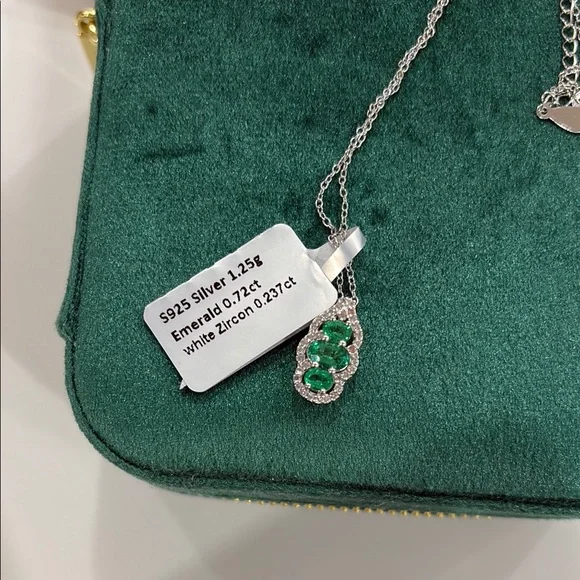 S925 Silver 1.25g
Emerald 0.72ct
white Zircon 0.237ct